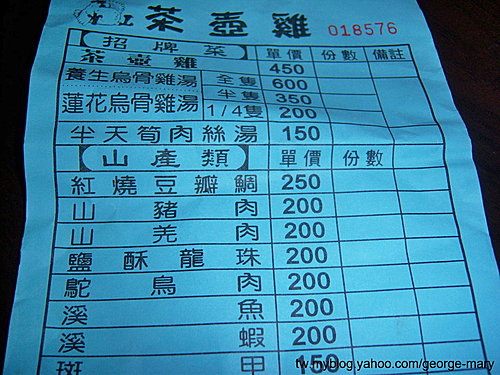 茶壺雞 018576
招牌菜 單價 份數 備註
茶壺雞 450
養生烏骨雞湯 全隻 600
蓮花烏骨雞湯 半隻 350
1/4隻 200
半天筍肉絲湯 150
山產類 單價 份數
紅燒豆瓣鯛 250
山豬肉 200
山羌肉 200
鹽酥龍珠 200
鴕鳥肉 200
溪魚 200
溪蝦 200
斑甲 150
tw.myblog.yahoo.com/george-mary